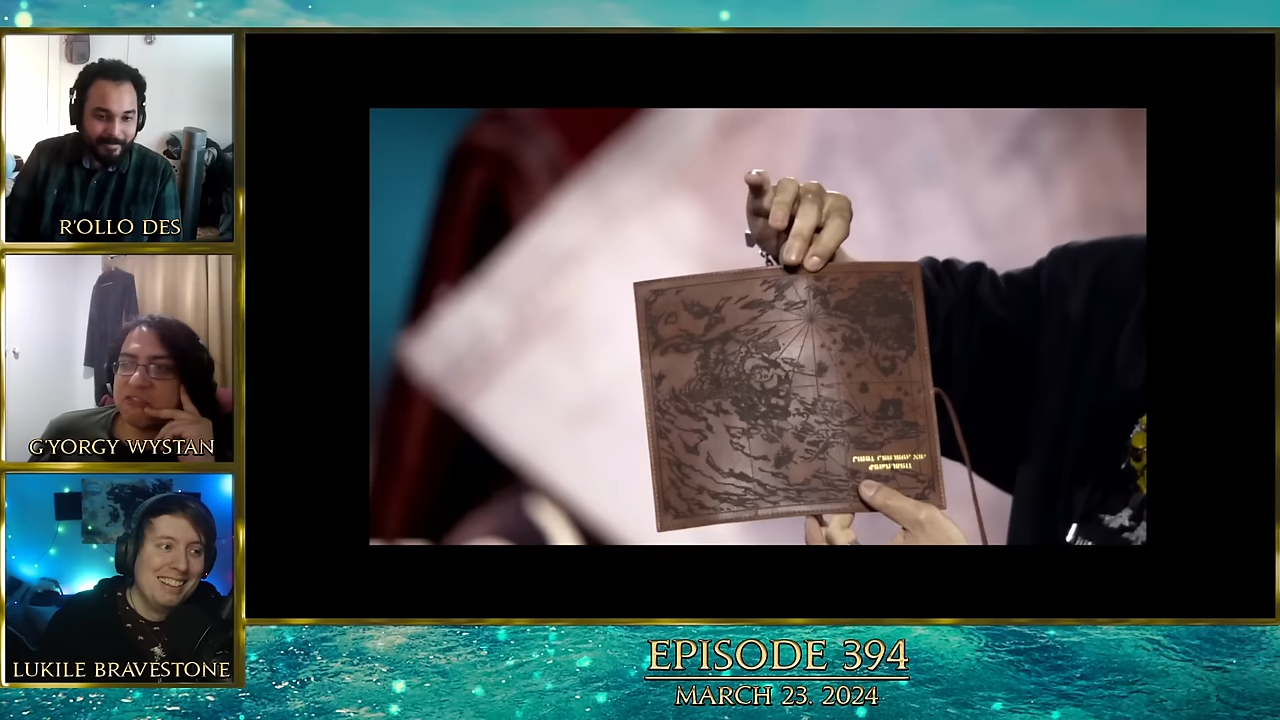 R'OLLO DES
G'YORGY WYSTAN
LUKILE BRAVESTONE
EPISODE 394
MARCH 23. 2024